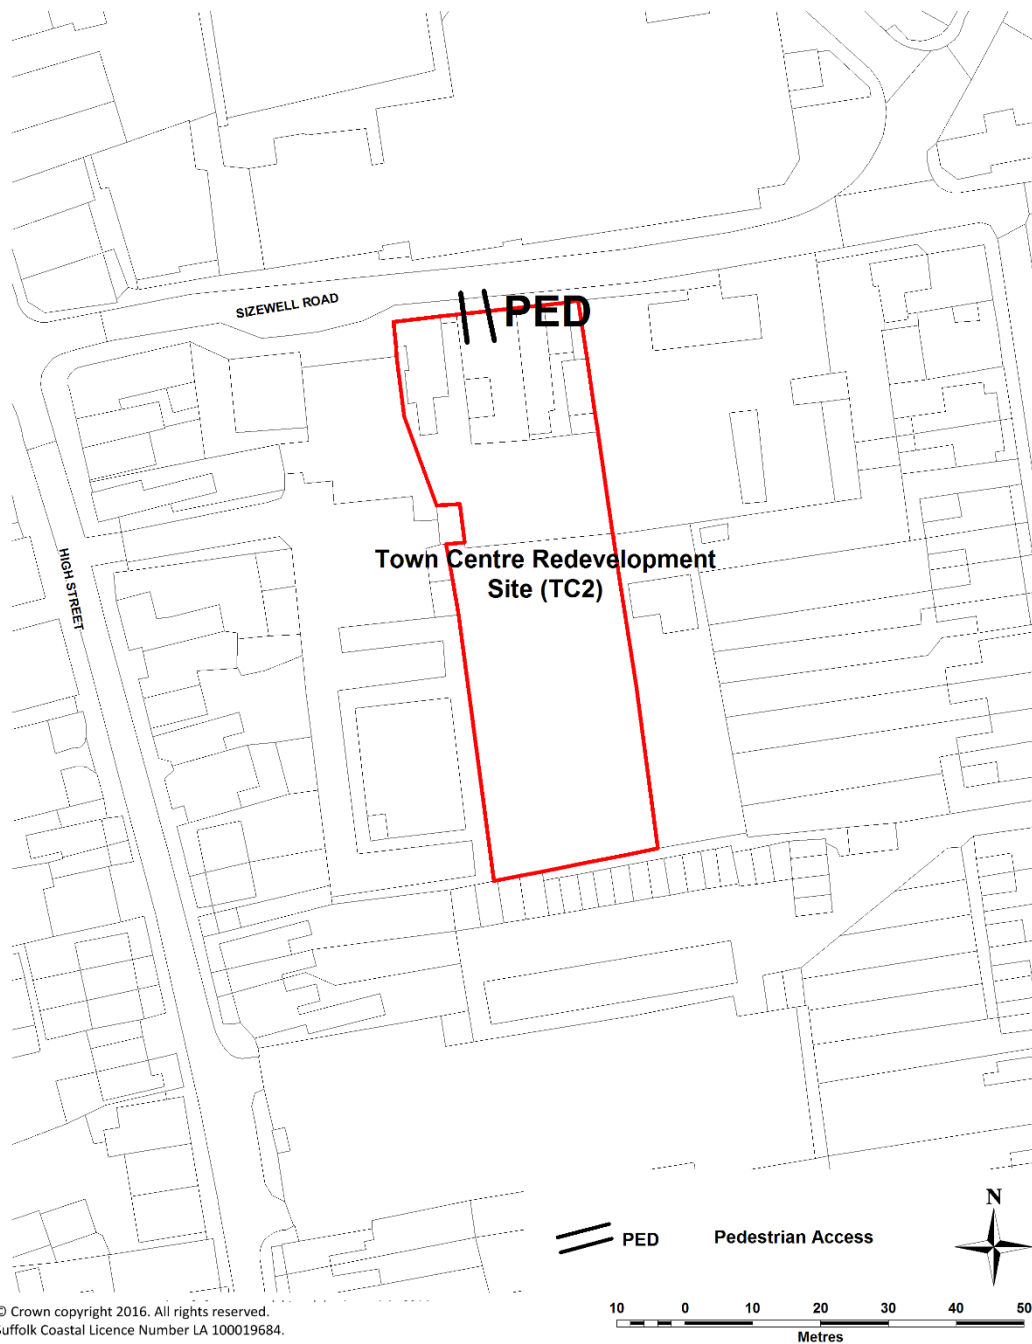 SIZEWELL ROAD
PED
Town Centre Redevelopment
Site (TC2)
HIGH STREET
N
PED
Pedestrian Access
© Crown copyright 2016. All rights reserved.
Suffolk Coastal Licence Number LA 100019684.
10 0 10 20 30 40 50
Metres